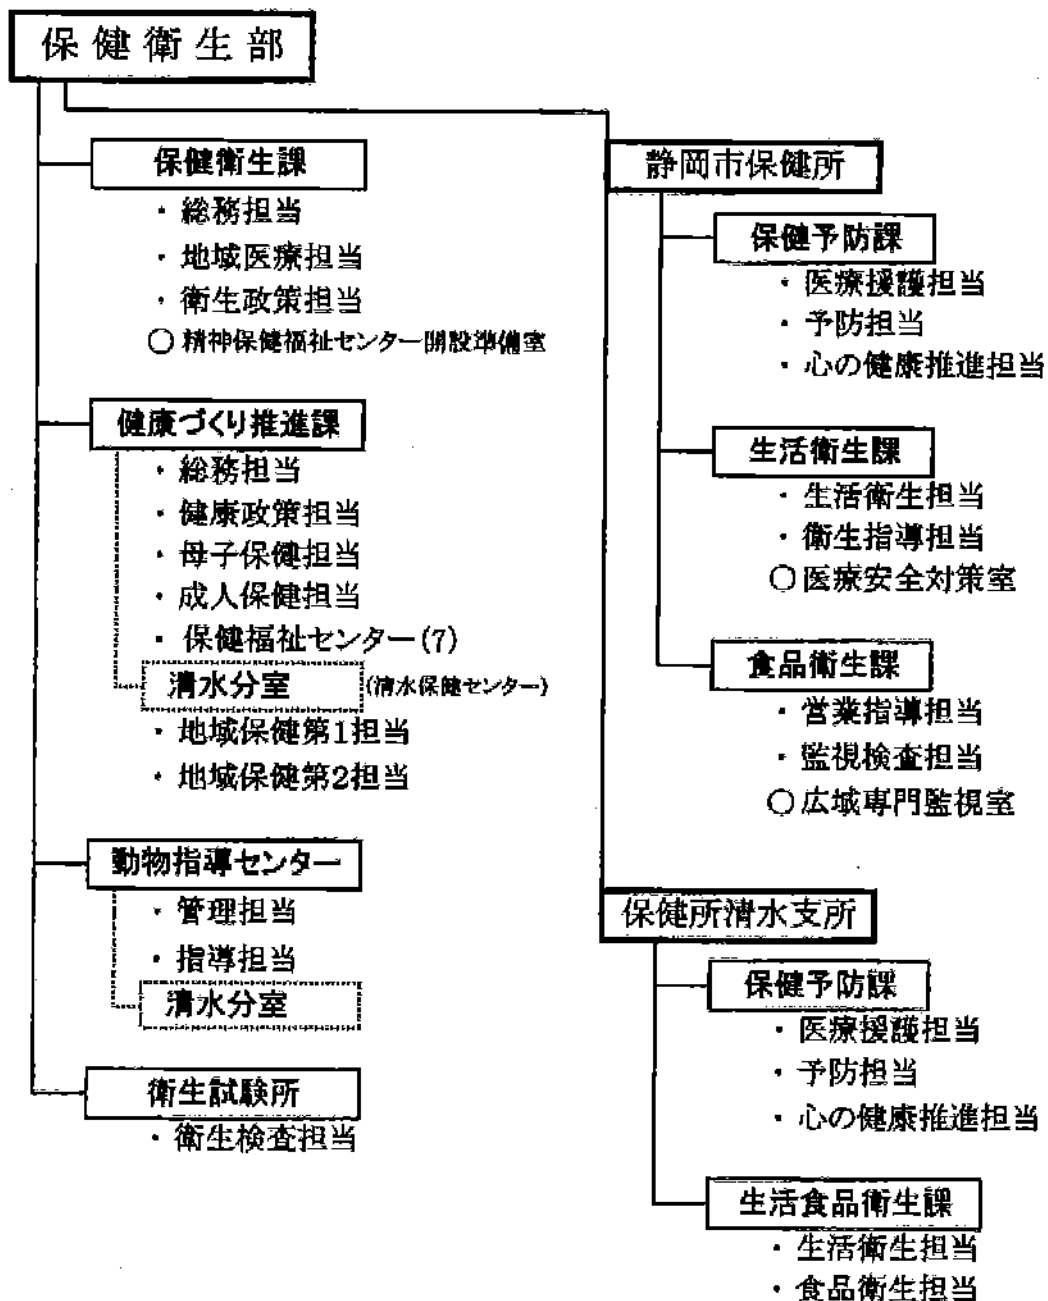 保健衛生部
保健衛生課
・総務担当
・地域医療担当
・衛生政策担当
○精神保健福祉センター開設準備室
健康づくり推進課
・総務担当
・健康政策担当
・母子保健担当
・成人保健担当
・保健福祉センター(7)
清水分室 (清水保健センター)
・地域保健第1担当
・地域保健第2担当
動物指導センター
・管理担当
・指導担当
清水分室
衛生試験所
・衛生検査担当
静岡市保健所
保健予防課
・医療援護担当
・予防担当
・心の健康推進担当
生活衛生課
・生活衛生担当
・衛生指導担当
○医療安全対策室
食品衛生課
・営業指導担当
・監視検査担当
○広域専門監視室
保健所清水支所
保健予防課
・医療援護担当
・予防担当
・心の健康推進担当
生活食品衛生課
・生活衛生担当
・食品衛生担当